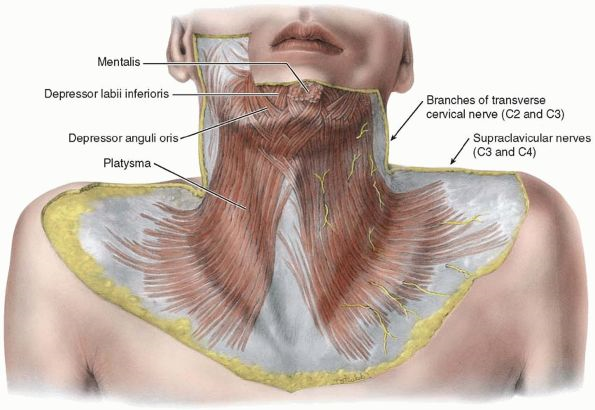 Mentalis
Depressor labii inferioris
Depressor anguli oris
Platysma
Branches of transverse
cervical nerve (C2 and C3)
Supraclavicular nerves
(C3 and C4)